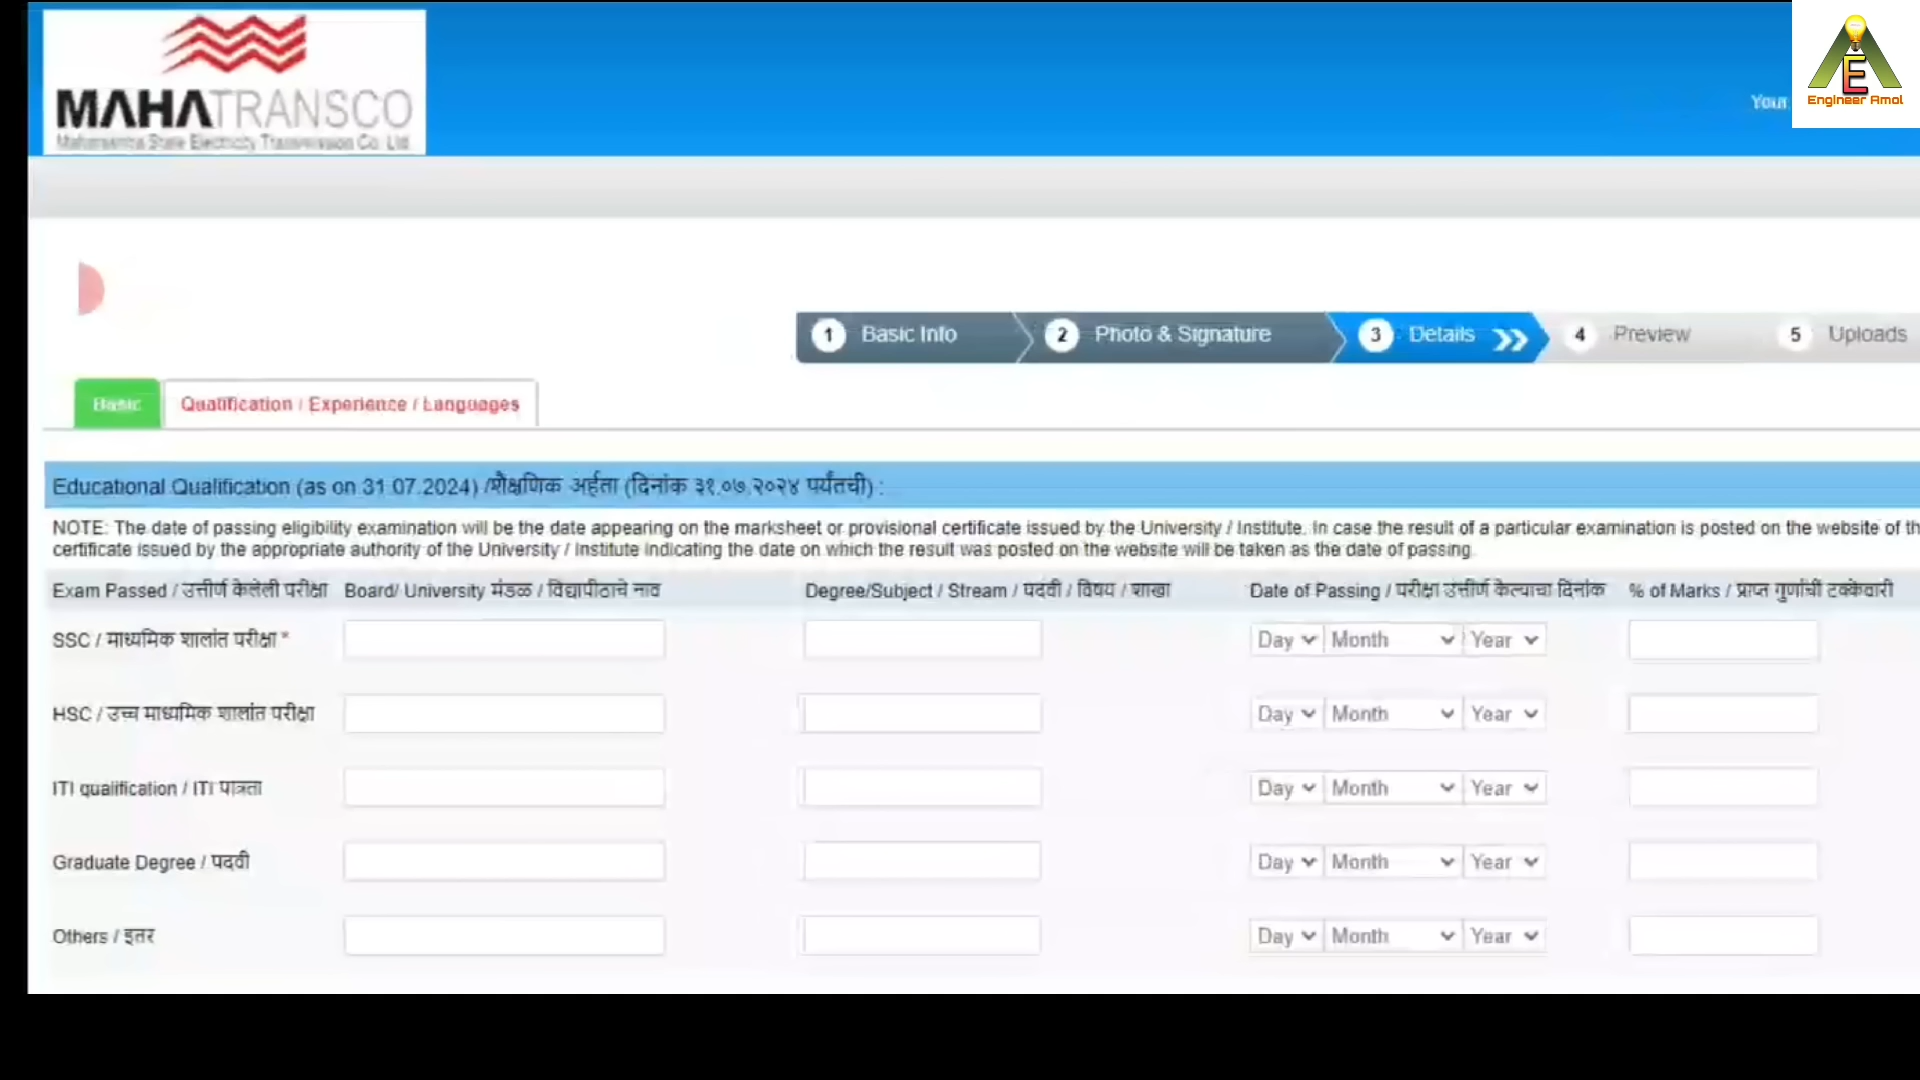 MAHATRANSCO
Maharashtra State Electricity Transmission Co. Ltd.
Your
E
Engineer Amol
1 Basic Info 2 Photo & Signature 3 Details 4 Preview 5 Uploads
Basic Qualification / Experience / Languages
Educational Qualification (as on 31.07.2024) /शैक्षणिक अर्हता (दिनांक ३१.०७.२०२४ पर्यंतची) :
NOTE: The date of passing eligibility examination will be the date appearing on the marksheet or provisional certificate issued by the University / Institute. In case the result of a particular examination is posted on the website of th
certificate issued by the appropriate authority of the University / Institute indicating the date on which the result was posted on the website will be taken as the date of passing.
Exam Passed / उत्तीर्ण केलेली परीक्षा Board/ University मंडळ / विद्यापीठाचे नाव Degree/Subject / Stream / पदवी / विषय / शाखा Date of Passing / परीक्षा उत्तीर्ण केल्याचा दिनांक % of Marks / प्राप्त गुणांची टक्केवारी
SSC / माध्यमिक शालांत परीक्षा * Day Month Year
HSC / उच्च माध्यमिक शालांत परीक्षा Day Month Year
ITI qualification / ITI पात्रता Day Month Year
Graduate Degree / पदवी Day Month Year
Others / इतर Day Month Year